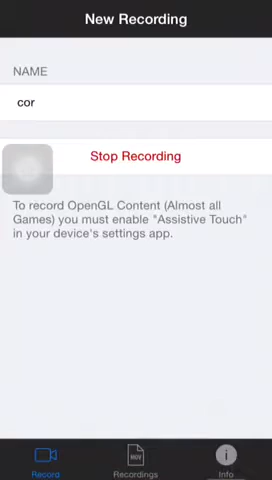 New Recording
NAME
cor
Stop Recording
To record OpenGL Content (Almost all
Games) you must enable "Assistive Touch"
in your device's settings app.
MOV
Record
Recordings
Info